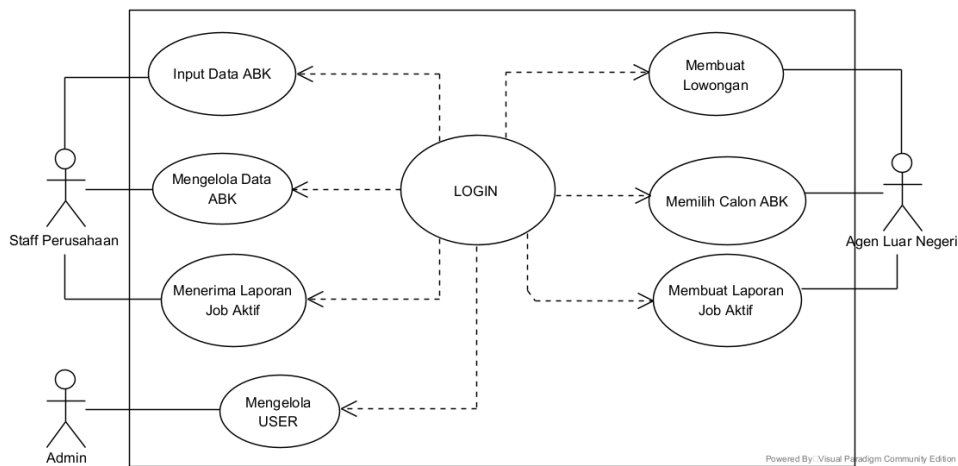 Input Data ABK
Membuat
Lowongan
Mengelola Data
ABK
LOGIN
Memilih Calon ABK
Staff Perusahaan
Agen Luar Negeri
Menerima Laporan
Job Aktif
Membuat Laporan
Job Aktif
Mengelola
USER
Admin
Powered By Visual Paradigm Community Edition